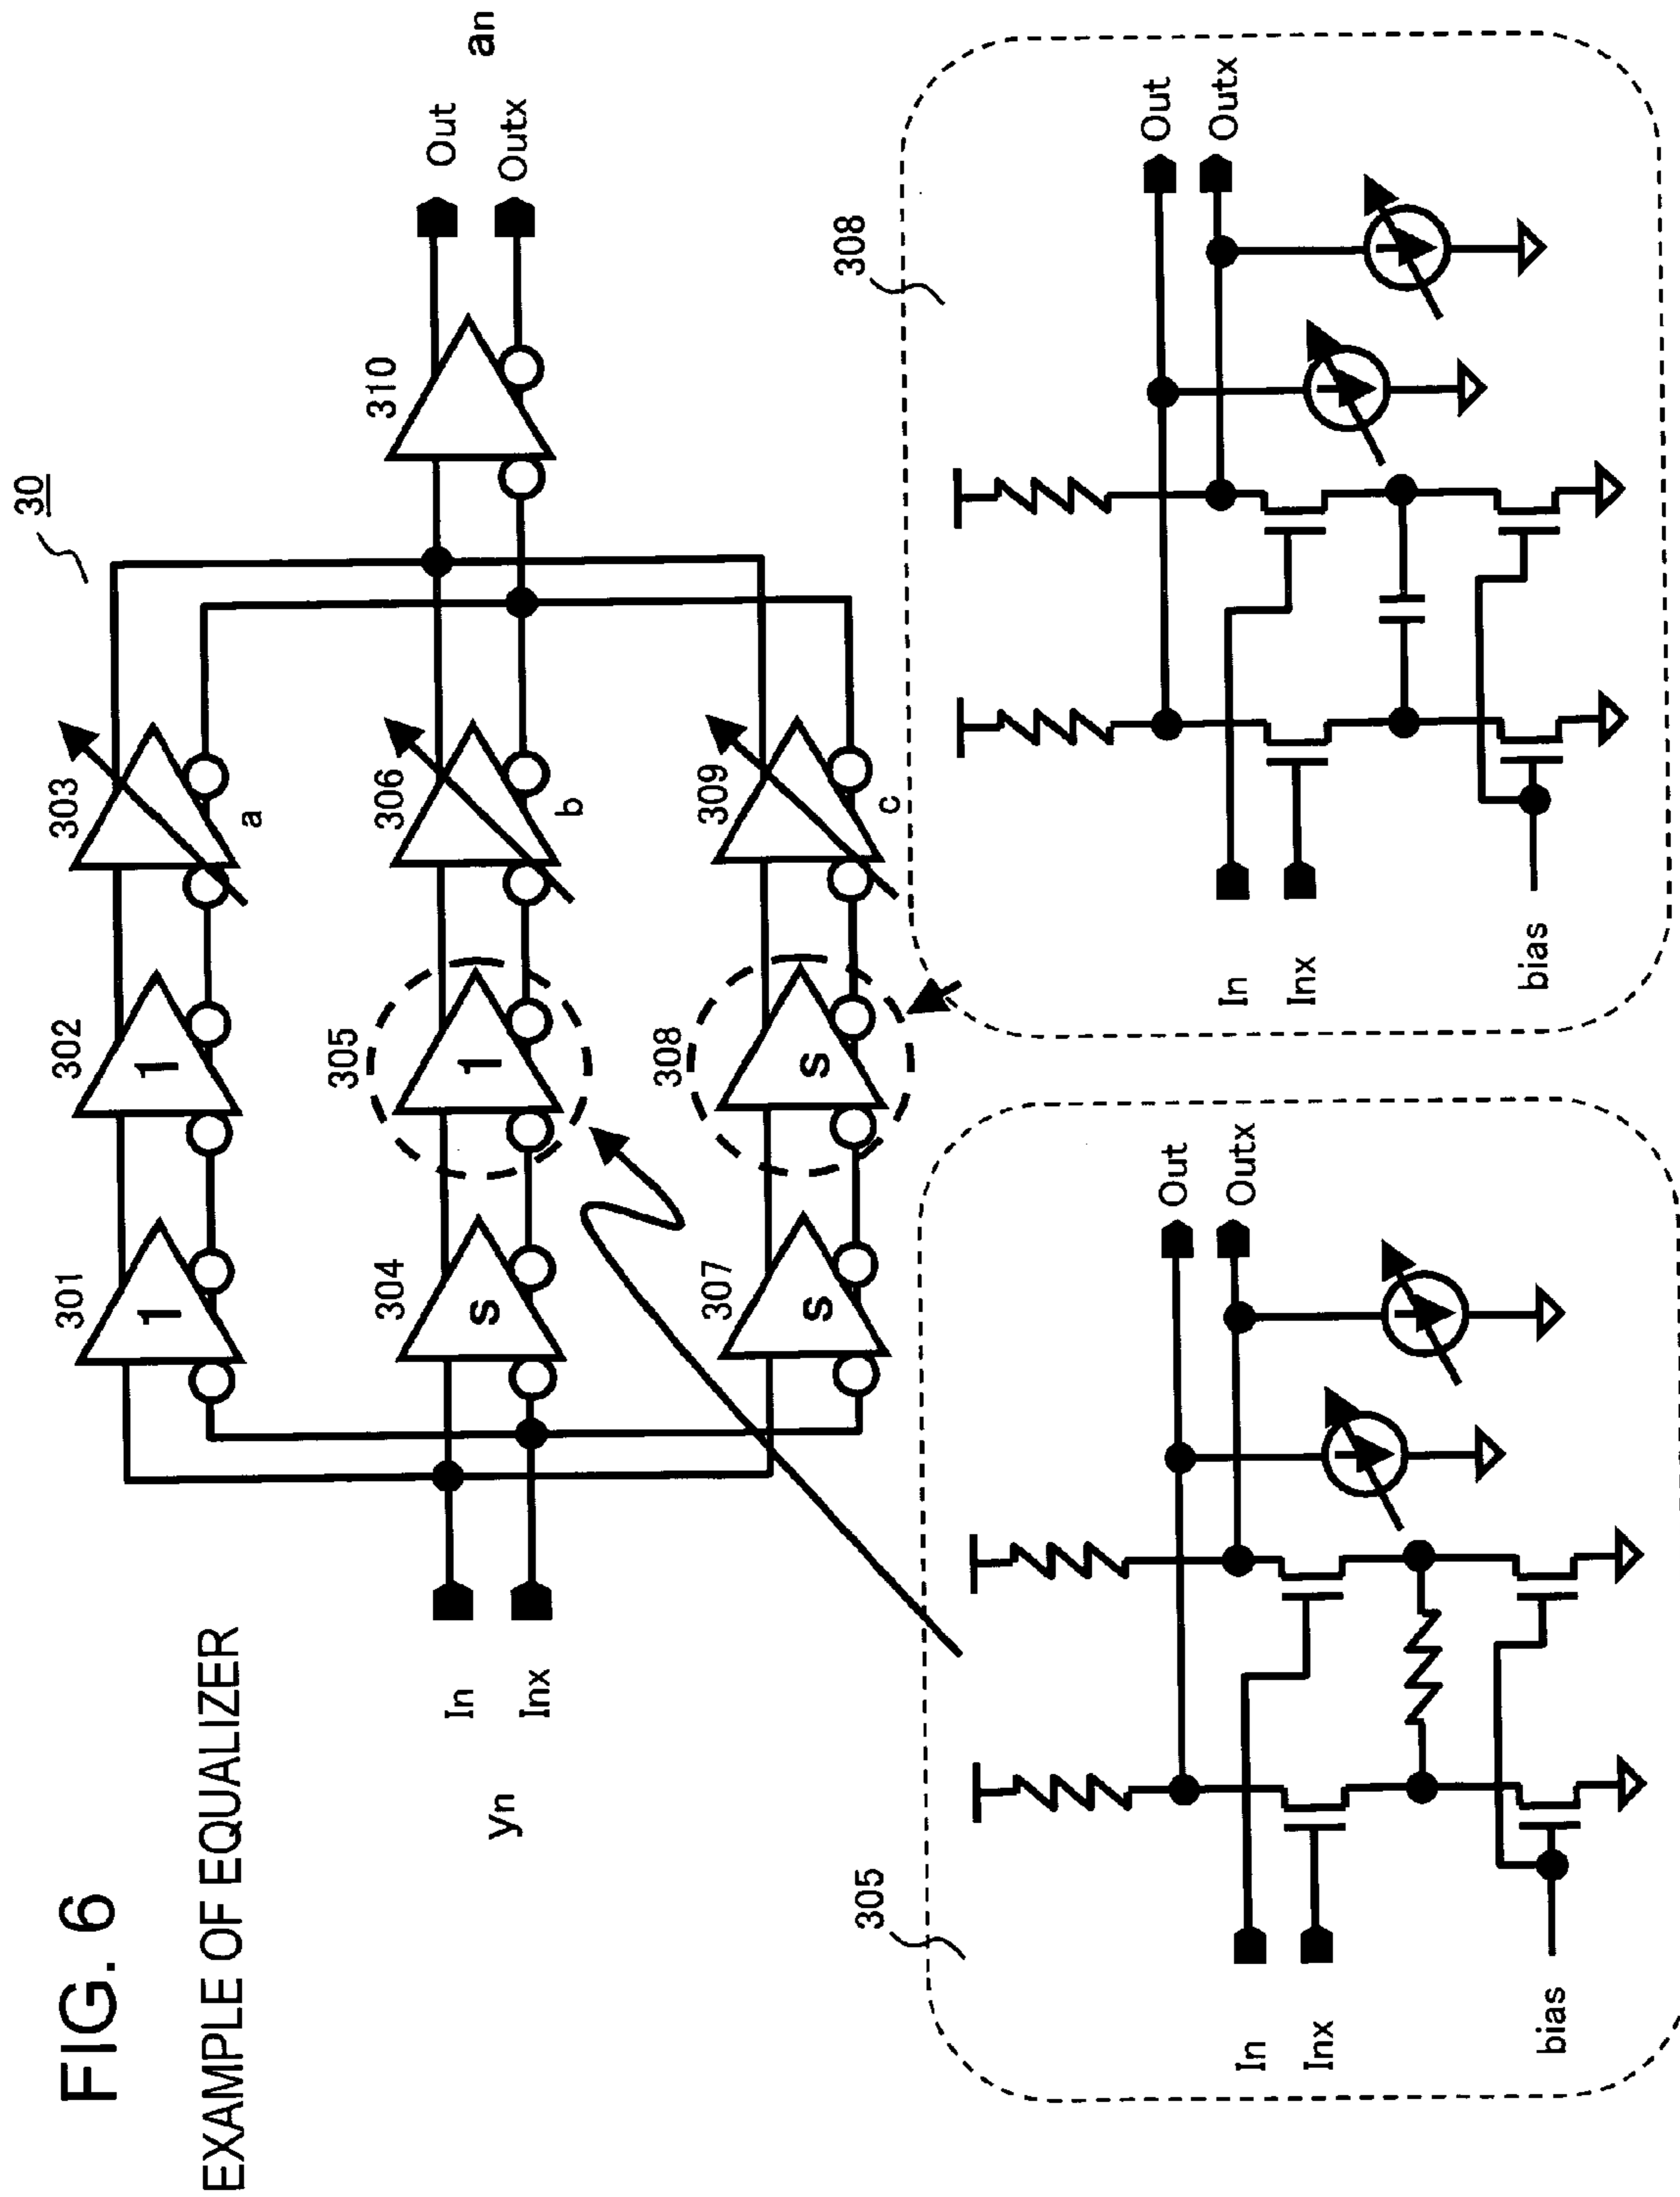 FIG. 6
EXAMPLE OF EQUALIZER
30
301
1
302
1
303
a
304
s
305
1
306
b
307
s
308
s
309
c
310
In
Inx
yn
Out
Outx
an
305
In
Inx
bias
Out
Outx
308
In
Inx
bias
Out
Outx